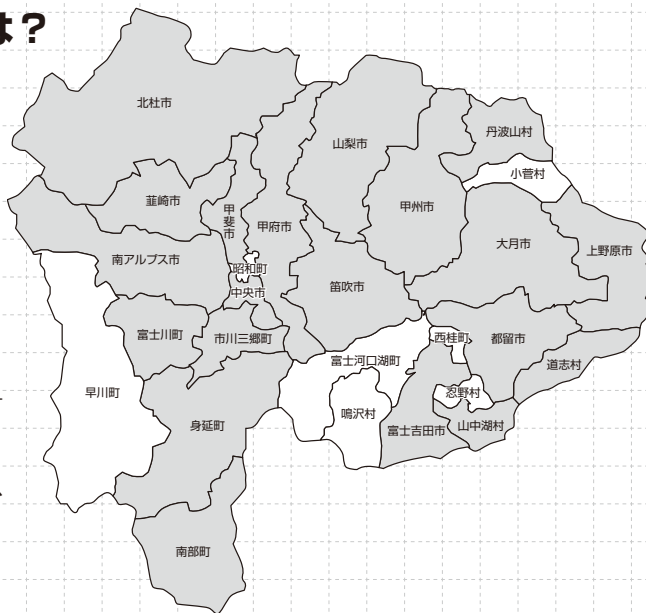 は？
北杜市
丹波山村
山梨市
小菅村
韮崎市
甲斐市
甲府市
甲州市
大月市
上野原市
南アルプス市
昭和町
中央市
笛吹市
富士川町
市川三郷町
西桂町
都留市
富士河口湖町
道志村
早川町
忍野村
鳴沢村
身延町
富士吉田市
山中湖村
南部町